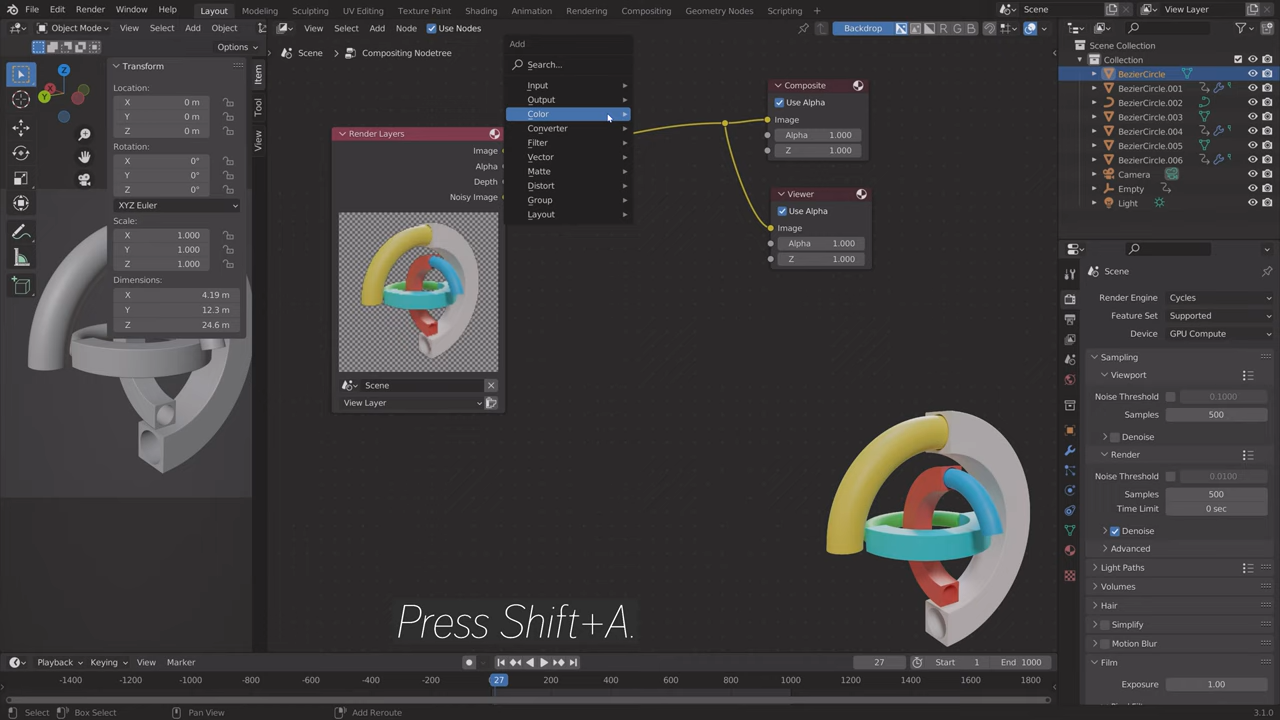 File Edit Render Window Help Layout Modeling Sculpting UV Editing Texture Paint Shading Animation Rendering Compositing Geometry Nodes Scripting + Scene View Layer
Object Mode View Select Add Object
View Select Add Node Use Nodes
Backdrop R G B
Options
Scene > Compositing Nodetree
Transform
Location:
X 0 m
Y 0 m
Z 0 m
Rotation:
X 0°
Y 0°
Z 0°
XYZ Euler
Scale:
X 1.000
Y 1.000
Z 1.000
Dimensions:
X 4.19 m
Y 12.3 m
Z 24.6 m
Item
Tool
View
Z
Y
Render Layers
Image
Alpha
Depth
Noisy Image
Scene
View Layer
Add
Search...
Input
Output
Color
Converter
Filter
Vector
Matte
Distort
Group
Layout
Composite
Use Alpha
Image
Alpha 1.000
Z 1.000
Viewer
Use Alpha
Image
Alpha 1.000
Z 1.000
Press Shift+A.
Scene Collection
Collection
BezierCircle
BezierCircle.001
BezierCircle.002
BezierCircle.003
BezierCircle.004
BezierCircle.005
BezierCircle.006
Camera
Empty
Light
Scene
Render Engine Cycles
Feature Set Supported
Device GPU Compute
Sampling
Viewport
Noise Threshold 0.1000
Samples 500
Denoise
Render
Noise Threshold 0.0100
Samples 500
Time Limit 0 sec
Denoise
Advanced
Light Paths
Volumes
Hair
Simplify
Motion Blur
Film
Exposure 1.00
Playback Keying View Marker 27 Start 1 End 1000
-1400 -1200 -1000 -800 -600 -400 -200 27 200 400 600 800 1000 1200 1400 1600 1800
Select Box Select Pan View Add Reroute 3.1.0